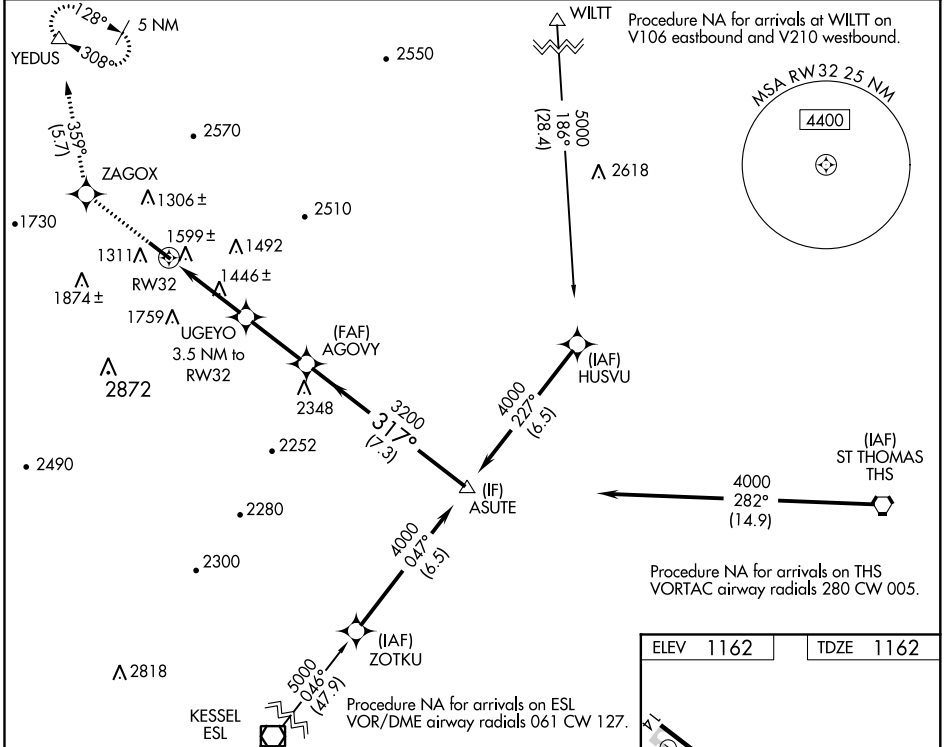 128°
5 NM
YEDUS
308°
WILTT
Procedure NA for arrivals at WILTT on
V106 eastbound and V210 westbound.
2550
MSA RW32 25 NM
4400
359°
(5.7)
2570
5000
186°
(28.4)
2618
ZAGOX
1306 ±
1730
2510
1599 ±
1492
1311
RW32
1446 ±
1874 ±
1759
UGEYO
3.5 NM to
RW32
(FAF)
AGOVY
(IAF)
HUSVU
2872
2348
3200
317°
(7.3)
4000
227°
(6.5)
2252
2490
(IAF)
ST THOMAS
THS
4000
282°
(14.9)
(IF)
ASUTE
2280
4000
047°
(6.5)
2300
Procedure NA for arrivals on THS
VORTAC airway radials 280 CW 005.
(IAF)
ZOTKU
ELEV 1162
TDZE 1162
2818
5000
046°
(47.9)
KESSEL
ESL
Procedure NA for arrivals on ESL
VOR/DME airway radials 061 CW 127.
14